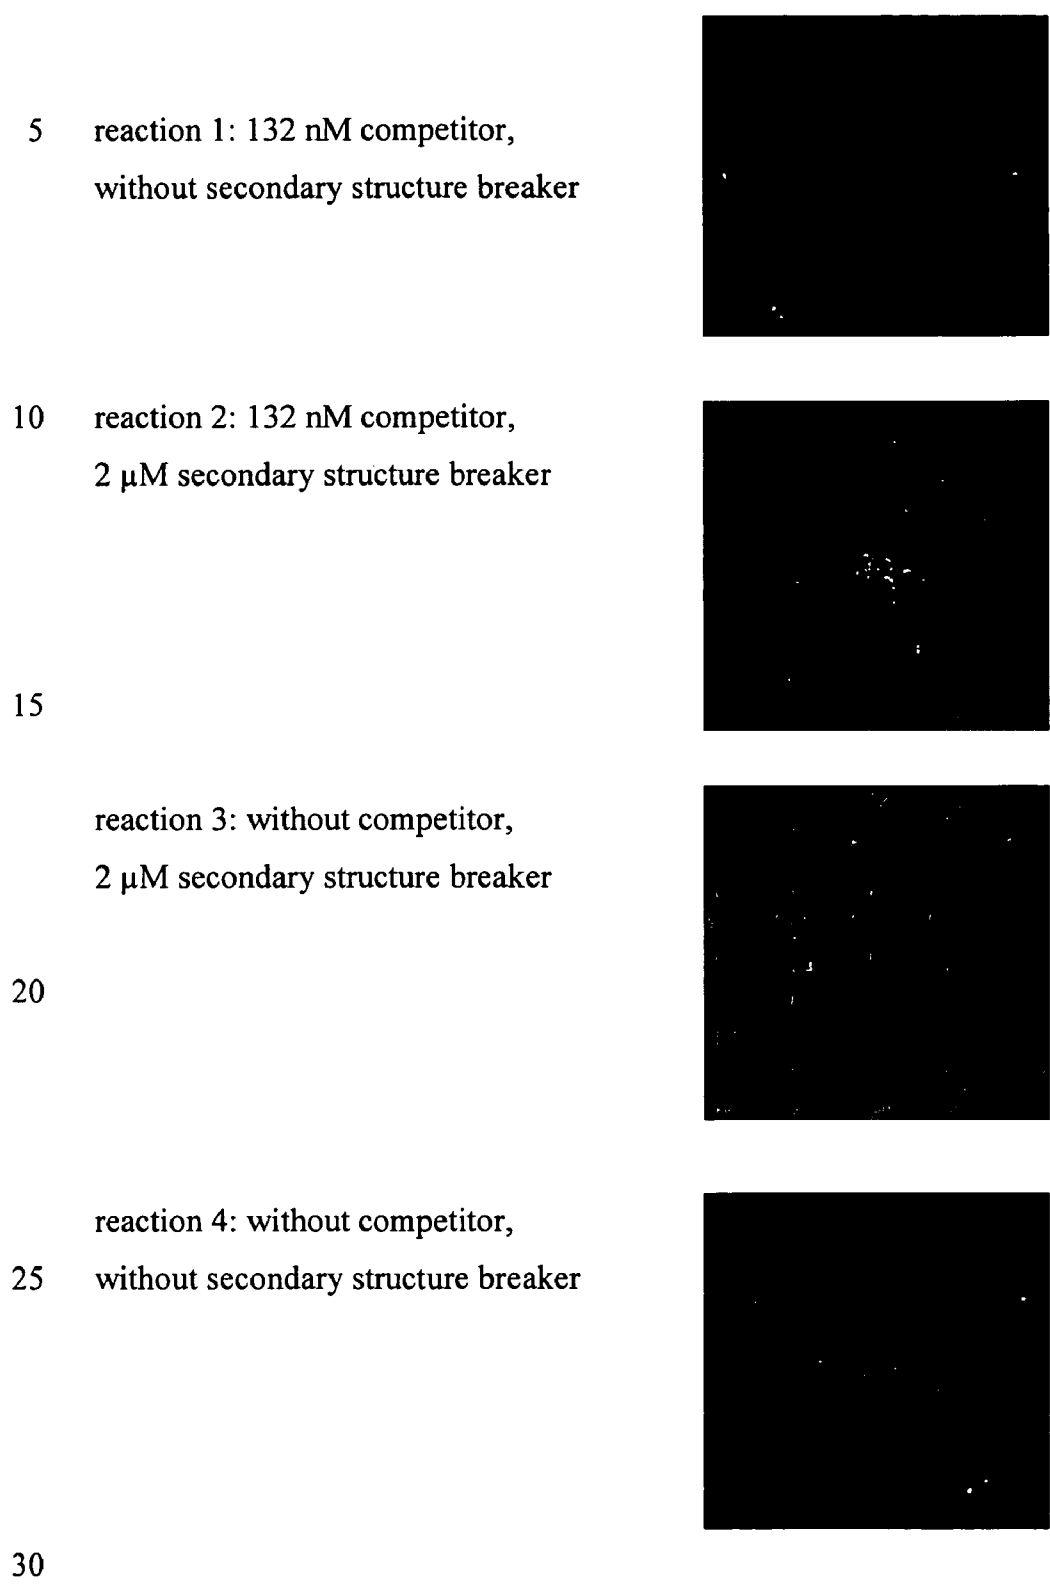 5 reaction 1: 132 nM competitor,
without secondary structure breaker
10 reaction 2: 132 nM competitor,
2 µM secondary structure breaker
15
reaction 3: without competitor,
2 µM secondary structure breaker
20
reaction 4: without competitor,
25 without secondary structure breaker
30